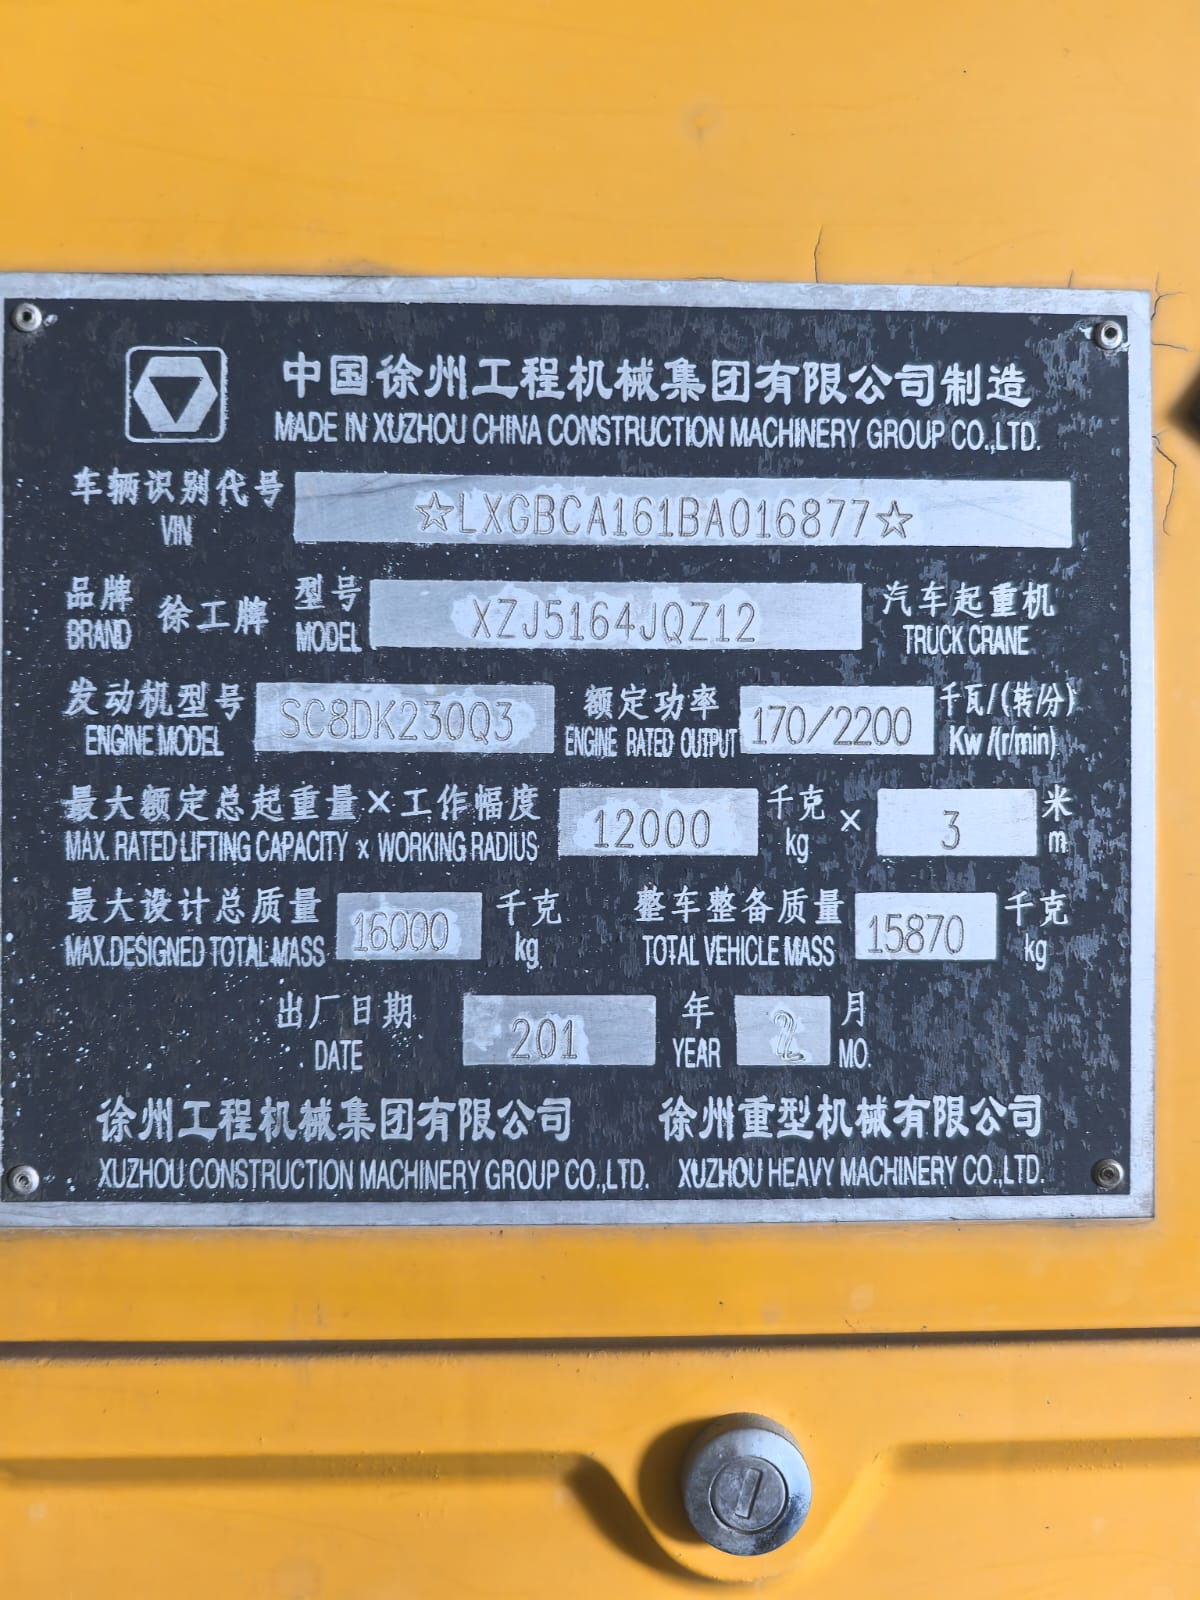 中国徐州工程机械集团有限公司制造
MADE IN XUZHOU CHINA CONSTRUCTION MACHINERY GROUP CO.,LTD.
车辆识别代号 VIN ☆LXGBCA161BA016877☆
品牌 BRAND 徐工牌 型号 MODEL XZJ5164JQZ12 汽车起重机 TRUCK CRANE
发动机型号 ENGINE MODEL SC8DK230Q3 额定功率 ENGINE RATED OUTPUT 170/2200 千瓦/(转/分) Kw/(r/min)
最大额定总起重量×工作幅度 MAX. RATED LIFTING CAPACITY x WORKING RADIUS 12000 千克 kg × 3 米 m
最大设计总质量 MAX.DESIGNED TOTAL MASS 16000 千克 kg 整车整备质量 TOTAL VEHICLE MASS 15870 千克 kg
出厂日期 DATE 201 年 YEAR 2 月 MO.
徐州工程机械集团有限公司 徐州重型机械有限公司
XUZHOU CONSTRUCTION MACHINERY GROUP CO.,LTD. XUZHOU HEAVY MACHINERY CO.,LTD.